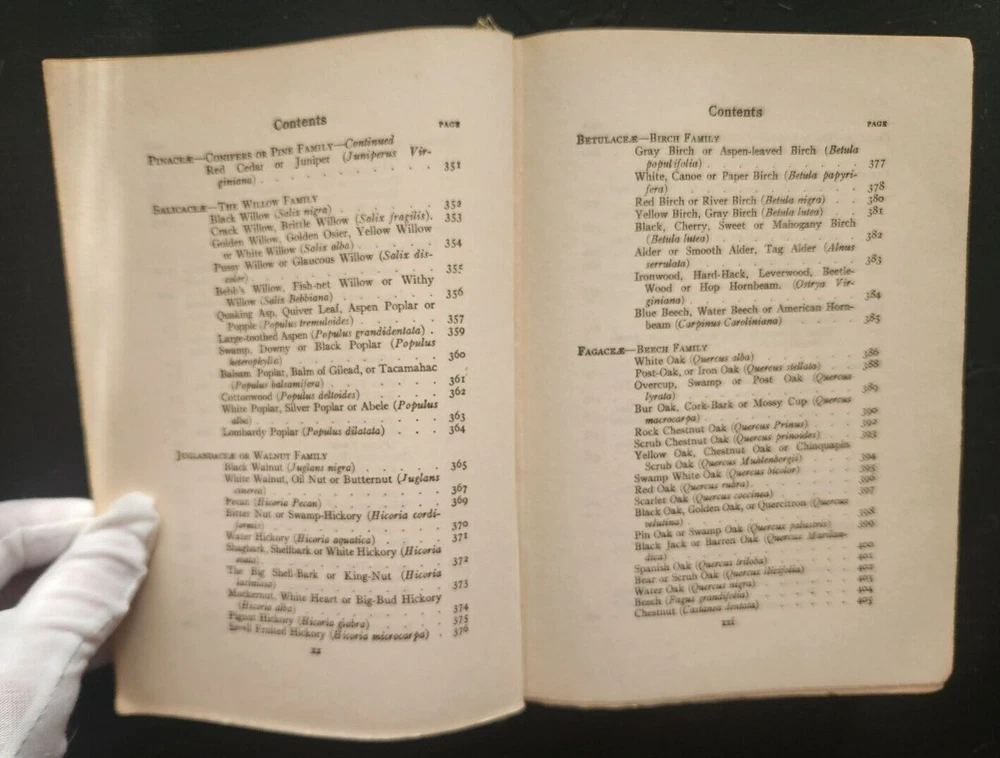 Contents
PAGE
PINACEÆ—CONIFERS OR PINE FAMILY—Continued
Red Cedar or Juniper (Juniperus Vir-
giniana) . . . . . . . . 351
SALICACEÆ—THE WILLOW FAMILY
Black Willow (Salix nigra) . . . . . 352
Crack Willow, Brittle Willow (Salix fragilis). 353
Golden Willow, Golden Osier, Yellow Willow
or White Willow (Salix alba) . . . . 354
Pussy Willow or Glaucous Willow (Salix dis-
color) . . . . . . . . 355
Bebb's Willow, Fish-net Willow or Withy
Willow (Salix Bebbiana) . . . . . 356
Quaking Asp, Quiver Leaf, Aspen Poplar or
Popple (Populus tremuloides) . . . . 357
Large-toothed Aspen (Populus grandidentata) . 359
Swamp, Downy or Black Poplar (Populus
heterophylla) . . . . . . . 360
Balsam Poplar, Balm of Gilead, or Tacamahac
(Populus balsamifera) . . . . . 361
Cottonwood (Populus deltoides) . . . . 362
White Poplar, Silver Poplar or Abele (Populus
alba) . . . . . . . . 363
Lombardy Poplar (Populus dilatata) . . . 364
JUGLANDACEÆ OR WALNUT FAMILY
Black Walnut (Juglans nigra) . . . . . 365
White Walnut, Oil Nut or Butternut (Juglans
cinerea) . . . . . . . . 367
Pecan (Hicoria Pecan) . . . . . . 369
Bitter Nut or Swamp-Hickory (Hicoria cordi-
formis) . . . . . . . . 370
Water Hickory (Hicoria aquatica) . . . . 371
Shagbark, Shellbark or White Hickory (Hicoria
ovata) . . . . . . . . 372
The Big Shell-Bark or King-Nut (Hicoria
laciniosa) . . . . . . . 373
Mockernut, White Heart or Big-Bud Hickory
(Hicoria alba) . . . . . . . 374
Pignut Hickory (Hicoria glabra) . . . . 375
Small Fruited Hickory (Hicoria microcarpa) . 376
xx
Contents
PAGE
BETULACEÆ—BIRCH FAMILY
Gray Birch or Aspen-leaved Birch (Betula
populifolia) . . . . . . . 377
White, Canoe or Paper Birch (Betula papyri-
fera) . . . . . . . . 378
Red Birch or River Birch (Betula nigra) . . 380
Yellow Birch, Gray Birch (Betula lutea) . . 381
Black, Cherry, Sweet or Mahogany Birch
(Betula lutea) . . . . . . . 382
Alder or Smooth Alder, Tag Alder (Alnus
serrulata) . . . . . . . 383
Ironwood, Hard-Hack, Leverwood, Beetle-
Wood or Hop Hornbeam. (Ostrya Vir-
giniana) . . . . . . . . 384
Blue Beech, Water Beech or American Horn-
beam (Carpinus Caroliniana) . . . . 385
FAGACEÆ—BEECH FAMILY
White Oak (Quercus alba) . . . . . 386
Post-Oak, or Iron Oak (Quercus stellata) . . 388
Overcup, Swamp or Post Oak (Quercus
lyrata) . . . . . . . . 389
Bur Oak, Cork-Bark or Mossy Cup (Quercus
macrocarpa) . . . . . . . 390
Rock Chestnut Oak (Quercus Prinus) . . . 392
Scrub Chestnut Oak (Quercus prinoides) . . 393
Yellow Oak, Chestnut Oak or Chinquapin
Scrub Oak (Quercus Muhlenbergii) . . . 394
Swamp White Oak (Quercus bicolor) . . . 395
Red Oak (Quercus rubra) . . . . . 396
Scarlet Oak (Quercus coccinea) . . . . 397
Black Oak, Golden Oak, or Quercitron (Quercus
velutina) . . . . . . . 398
Pin Oak or Swamp Oak (Quercus palustris) . 399
Black Jack or Barren Oak (Quercus Marilan-
dica) . . . . . . . . 400
Spanish Oak (Quercus triloba) . . . . 401
Bear or Scrub Oak (Quercus ilicifolia) . . . 402
Water Oak (Quercus nigra) . . . . . 403
Beech (Fagus grandifolia) . . . . . 404
Chestnut (Castanea dentata) . . . . . 405
xxi